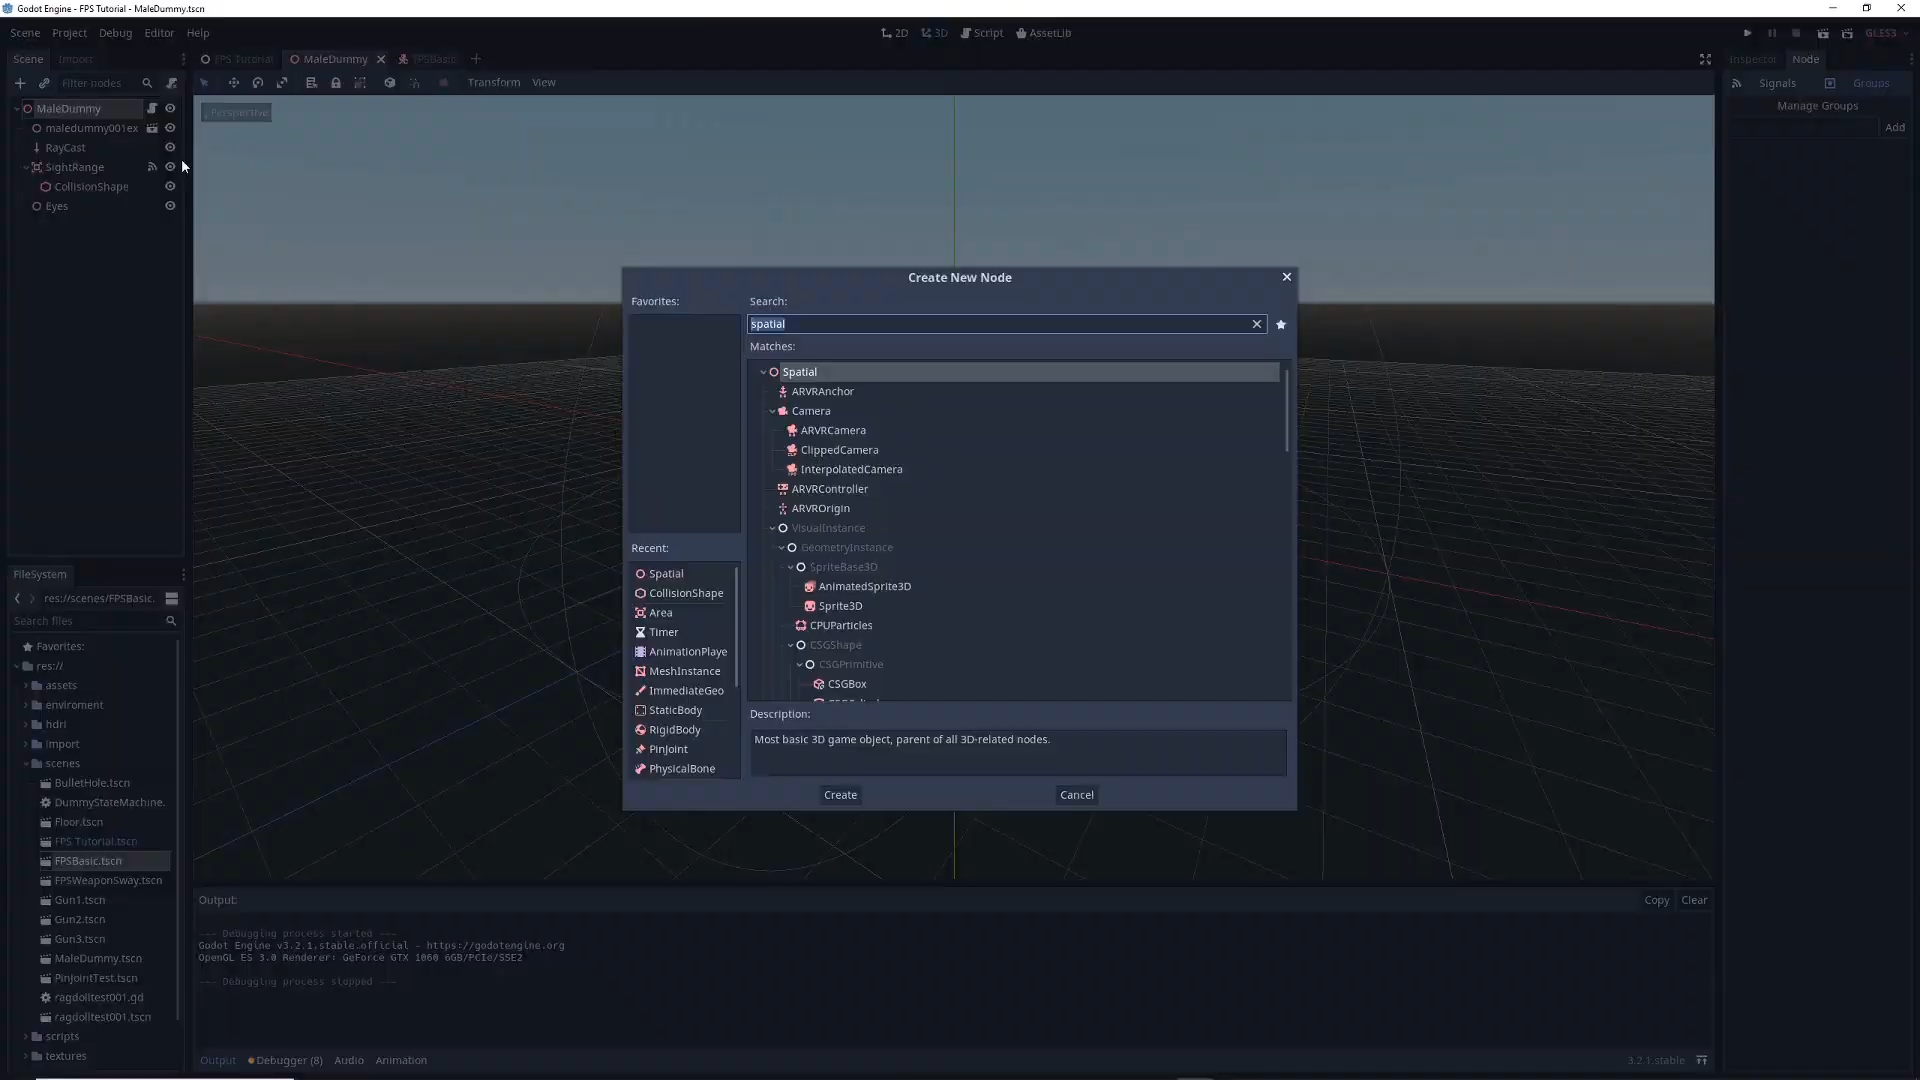 Godot Engine - FPS Tutorial - MaleDummy.tscn
Scene Project Debug Editor Help
2D 3D Script AssetLib
GLES3
Scene Import
FPS Tutorial MaleDummy FPSBasic
Inspector Node
Filter nodes
Transform View
Signals Groups
Manage Groups
Add
MaleDummy
maledummy001ex
RayCast
SightRange
CollisionShape
Eyes
Perspective
Create New Node
Favorites:
Search:
spatial
Matches:
Spatial
ARVRAnchor
Camera
ARVRCamera
ClippedCamera
InterpolatedCamera
ARVRController
ARVROrigin
VisualInstance
GeometryInstance
SpriteBase3D
AnimatedSprite3D
Sprite3D
CPUParticles
CSGShape
CSGPrimitive
CSGBox
Recent:
Spatial
CollisionShape
Area
Timer
AnimationPlaye
MeshInstance
ImmediateGeo
StaticBody
RigidBody
PinJoint
PhysicalBone
Description:
Most basic 3D game object, parent of all 3D-related nodes.
Create Cancel
FileSystem
res://scenes/FPSBasic.
Search files
Favorites:
res://
assets
enviroment
hdri
import
scenes
BulletHole.tscn
DummyStateMachine.
Floor.tscn
FPS Tutorial.tscn
FPSBasic.tscn
FPSWeaponSway.tscn
Gun1.tscn
Gun2.tscn
Gun3.tscn
MaleDummy.tscn
PinJointTest.tscn
ragdolltest001.gd
ragdolltest001.tscn
scripts
textures
Output:
Copy Clear
--- Debugging process started ---
Godot Engine v3.2.1.stable.official - https://godotengine.org
OpenGL ES 3.0 Renderer: GeForce GTX 1060 6GB/PCIe/SSE2
--- Debugging process stopped ---
Output Debugger (8) Audio Animation
3.2.1.stable